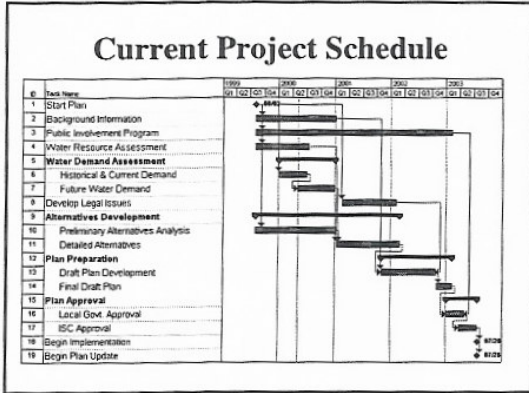 Current Project Schedule
1999 2000 2001 2002 2003
ID Task Name Q1 Q2 Q3 Q4 Q1 Q2 Q3 Q4 Q1 Q2 Q3 Q4 Q1 Q2 Q3 Q4 Q1 Q2 Q3 Q4
1 Start Plan
2 Background Information
3 Public Involvement Program
4 Water Resource Assessment
5 Water Demand Assessment
6 Historical & Current Demand
7 Future Water Demand
8 Develop Legal Issues
9 Alternatives Development
10 Preliminary Alternatives Analysis
11 Detailed Alternatives
12 Plan Preparation
13 Draft Plan Development
14 Final Draft Plan
15 Plan Approval
16 Local Govt. Approval
17 ISC Approval
18 Begin Implementation
19 Begin Plan Update